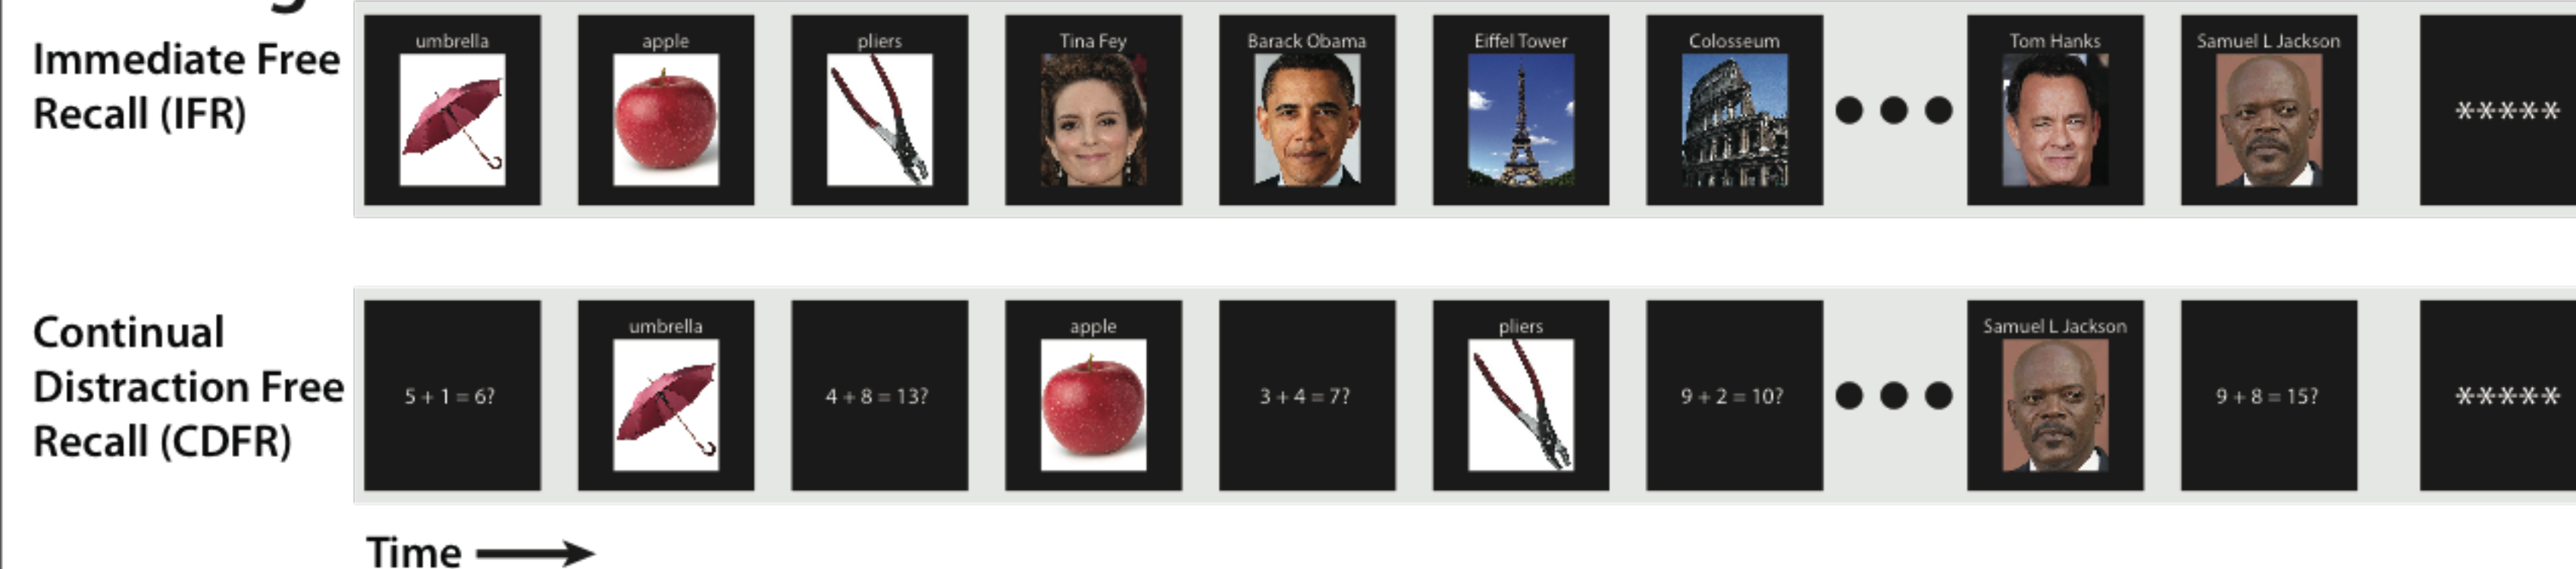 Immediate Free
Recall (IFR)
umbrella
apple
pliers
Tina Fey
Barack Obama
Eiffel Tower
Colosseum
Tom Hanks
Samuel L Jackson
*****
Continual
Distraction Free
Recall (CDFR)
5 + 1 = 6?
umbrella
4 + 8 = 13?
apple
3 + 4 = 7?
pliers
9 + 2 = 10?
Samuel L Jackson
9 + 8 = 15?
*****
Time